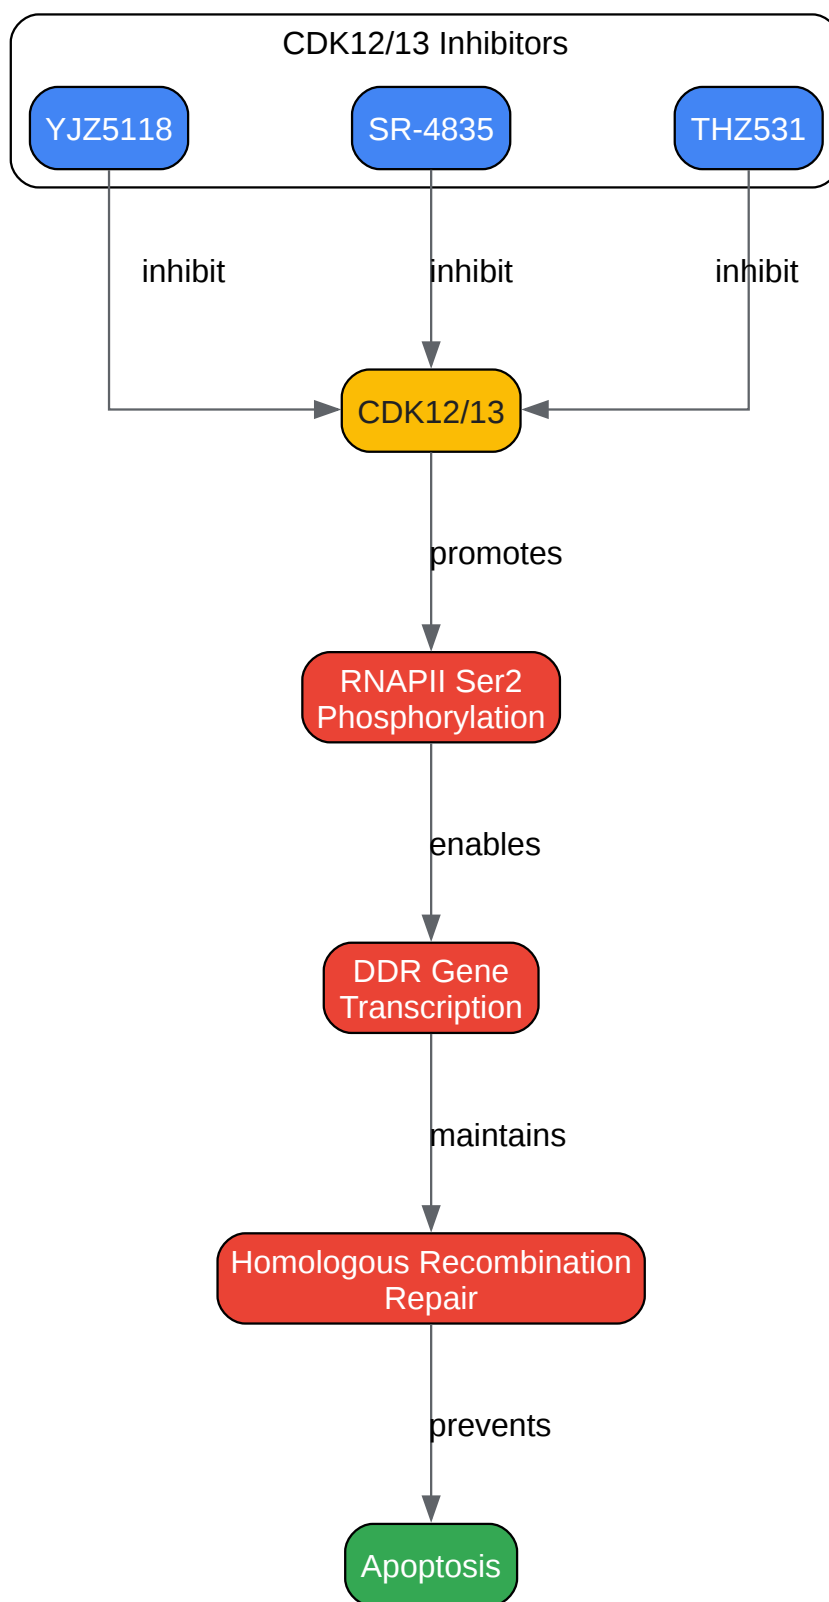 CDK12/13 Inhibitors
YJZ5118
SR-4835
THZ531
inhibit
inhibit
inhibit
CDK12/13
promotes
RNAPII Ser2
Phosphorylation
enables
DDR Gene
Transcription
maintains
Homologous Recombination
Repair
prevents
Apoptosis